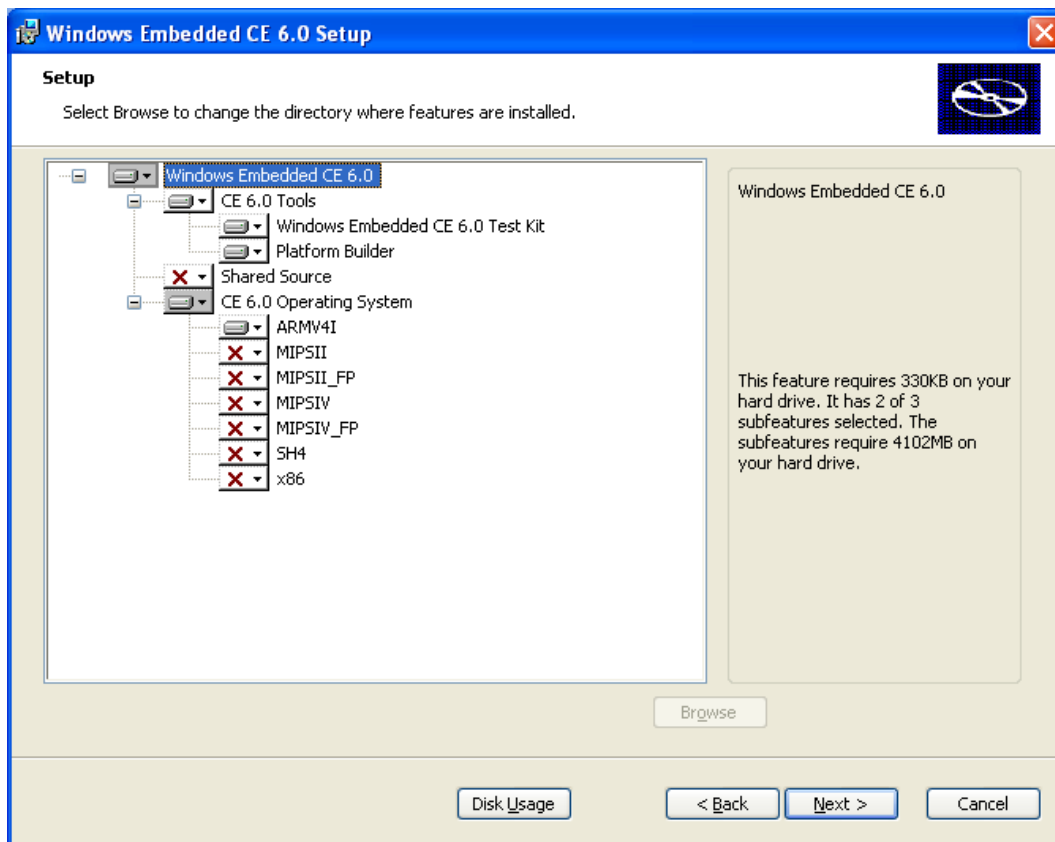 Windows Embedded CE 6.0 Setup
Setup
Select Browse to change the directory where features are installed.
Windows Embedded CE 6.0
CE 6.0 Tools
Windows Embedded CE 6.0 Test Kit
Platform Builder
Shared Source
CE 6.0 Operating System
ARMV4I
MIPSII
MIPSII_FP
MIPSIV
MIPSIV_FP
SH4
x86
Windows Embedded CE 6.0
This feature requires 330KB on your
hard drive. It has 2 of 3
subfeatures selected. The
subfeatures require 4102MB on
your hard drive.
Browse
Disk Usage
< Back
Next >
Cancel